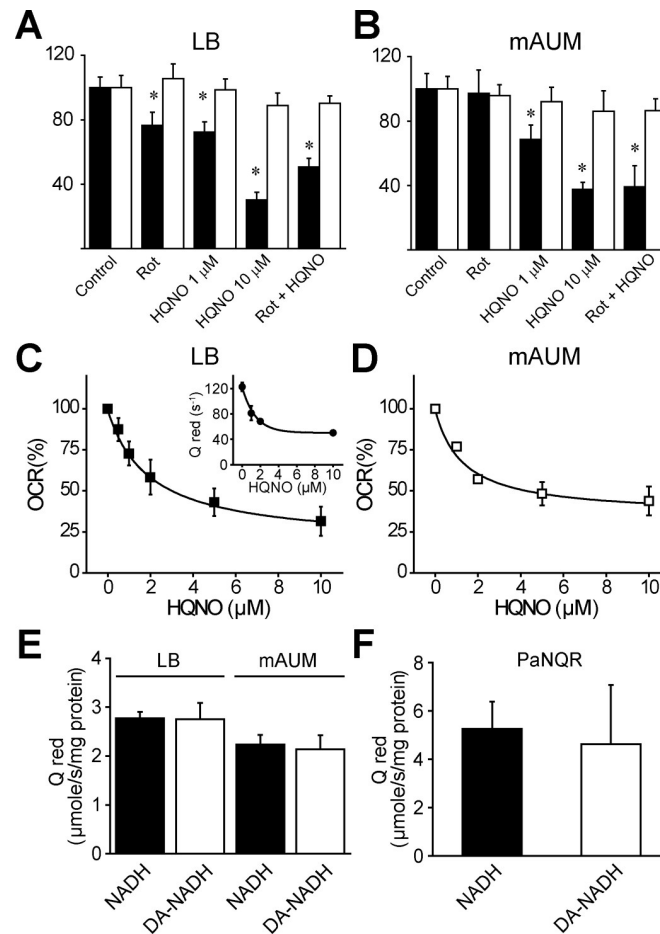 A
LB
B
mAUM
120
80
40
*
*
*
*
120
80
40
*
*
*
Control
Rot
HQNO 1 µM
HQNO 10 µM
Rot + HQNO
Control
Rot
HQNO 1 µM
HQNO 10 µM
Rot + HQNO
C
LB
D
mAUM
OCR(%)
100
75
50
25
0
0 2 4 6 8 10
HQNO (µM)
Q red (s⁻¹)
120
80
40
0
0 2 4 6 8 10
HQNO (µM)
OCR(%)
100
75
50
25
0
0 2 4 6 8 10
HQNO (µM)
E
LB
mAUM
Q red
(µmole/s/mg protein)
4
3
2
1
0
NADH
DA-NADH
NADH
DA-NADH
F
PaNQR
Q red
(µmole/s/mg protein)
8
6
4
2
0
NADH
DA-NADH